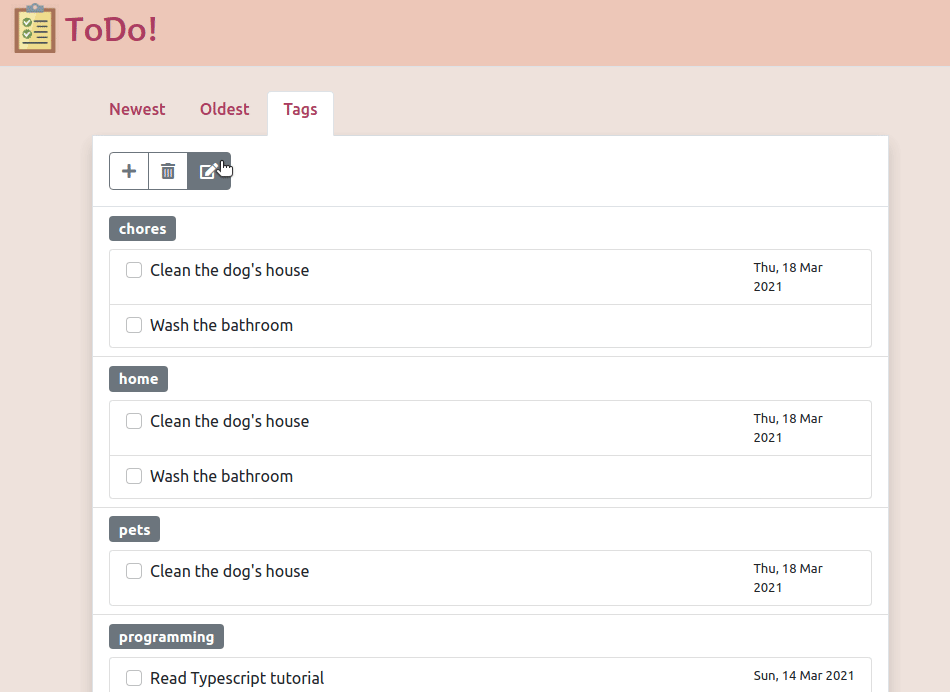 ToDo!
Newest Oldest Tags
chores
Clean the dog's house Thu, 18 Mar
2021
Wash the bathroom
home
Clean the dog's house Thu, 18 Mar
2021
Wash the bathroom
pets
Clean the dog's house Thu, 18 Mar
2021
programming
Read Typescript tutorial Sun, 14 Mar 2021